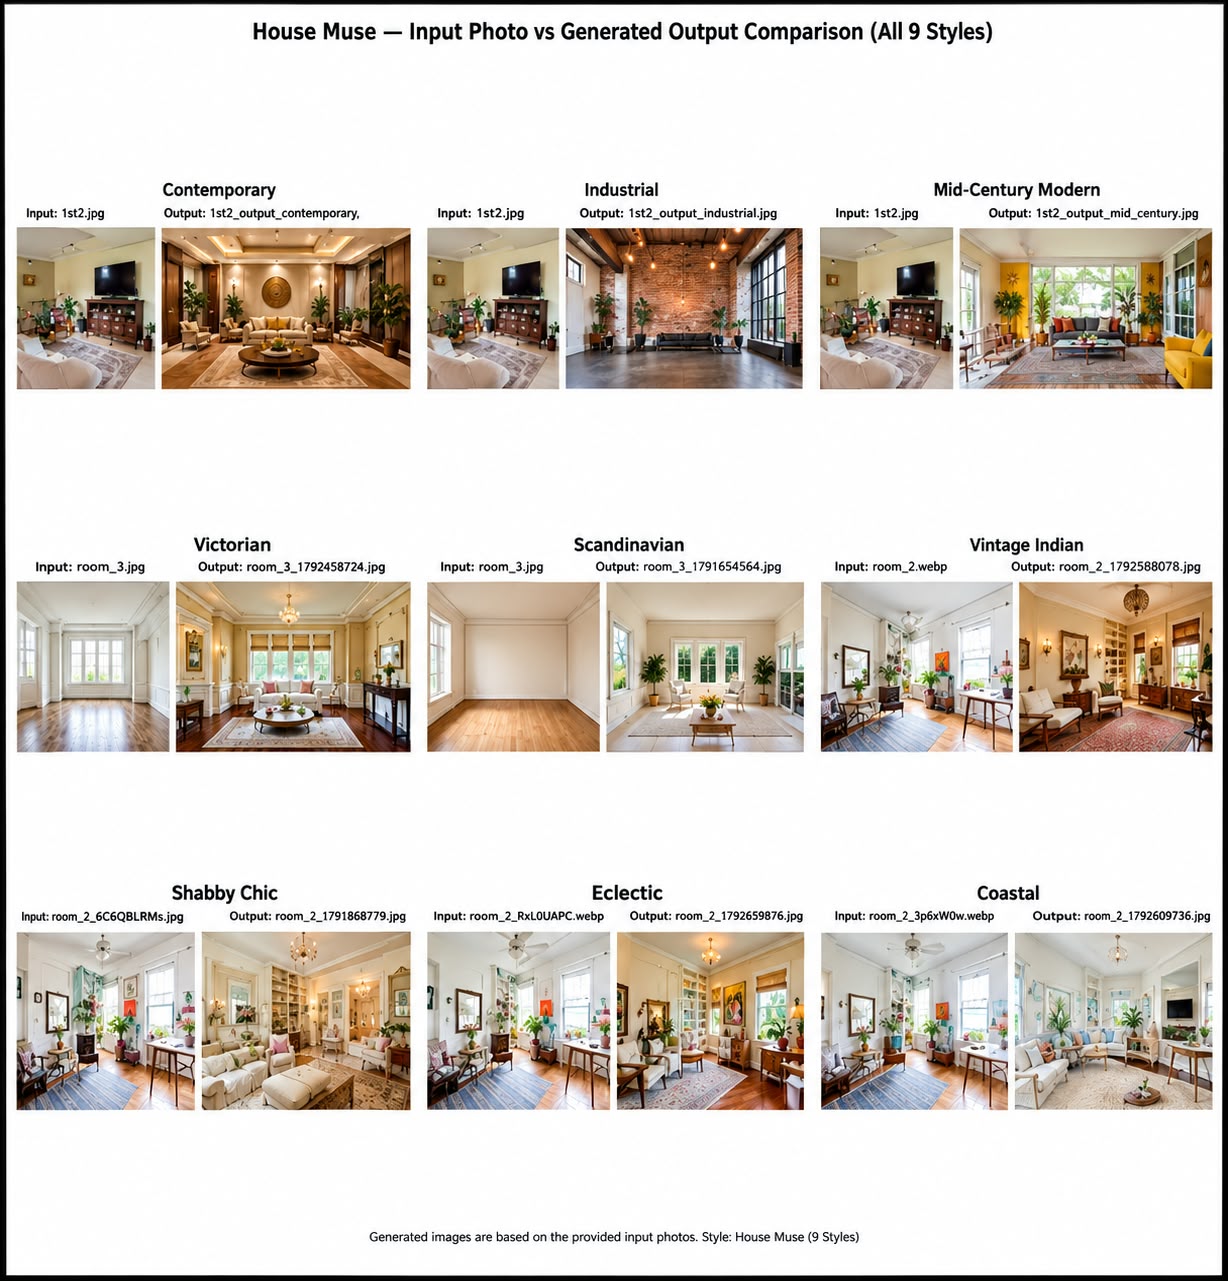 House Muse — Input Photo vs Generated Output Comparison (All 9 Styles)
Contemporary
Input: 1st2.jpg
Output: 1st2_output_contemporary,
Industrial
Input: 1st2.jpg
Output: 1st2_output_industrial.jpg
Mid-Century Modern
Input: 1st2.jpg
Output: 1st2_output_mid_century.jpg
Victorian
Input: room_3.jpg
Output: room_3_1792458724.jpg
Scandinavian
Input: room_3.jpg
Output: room_3_1791654564.jpg
Vintage Indian
Input: room_2.webp
Output: room_2_1792588078.jpg
Shabby Chic
Input: room_2_6C6QBLRMs.jpg
Output: room_2_1791868779.jpg
Eclectic
Input: room_2_RxL0UAPC.webp
Output: room_2_1792659876.jpg
Coastal
Input: room_2_3p6xW0w.webp
Output: room_2_1792609736.jpg
Generated images are based on the provided input photos. Style: House Muse (9 Styles)